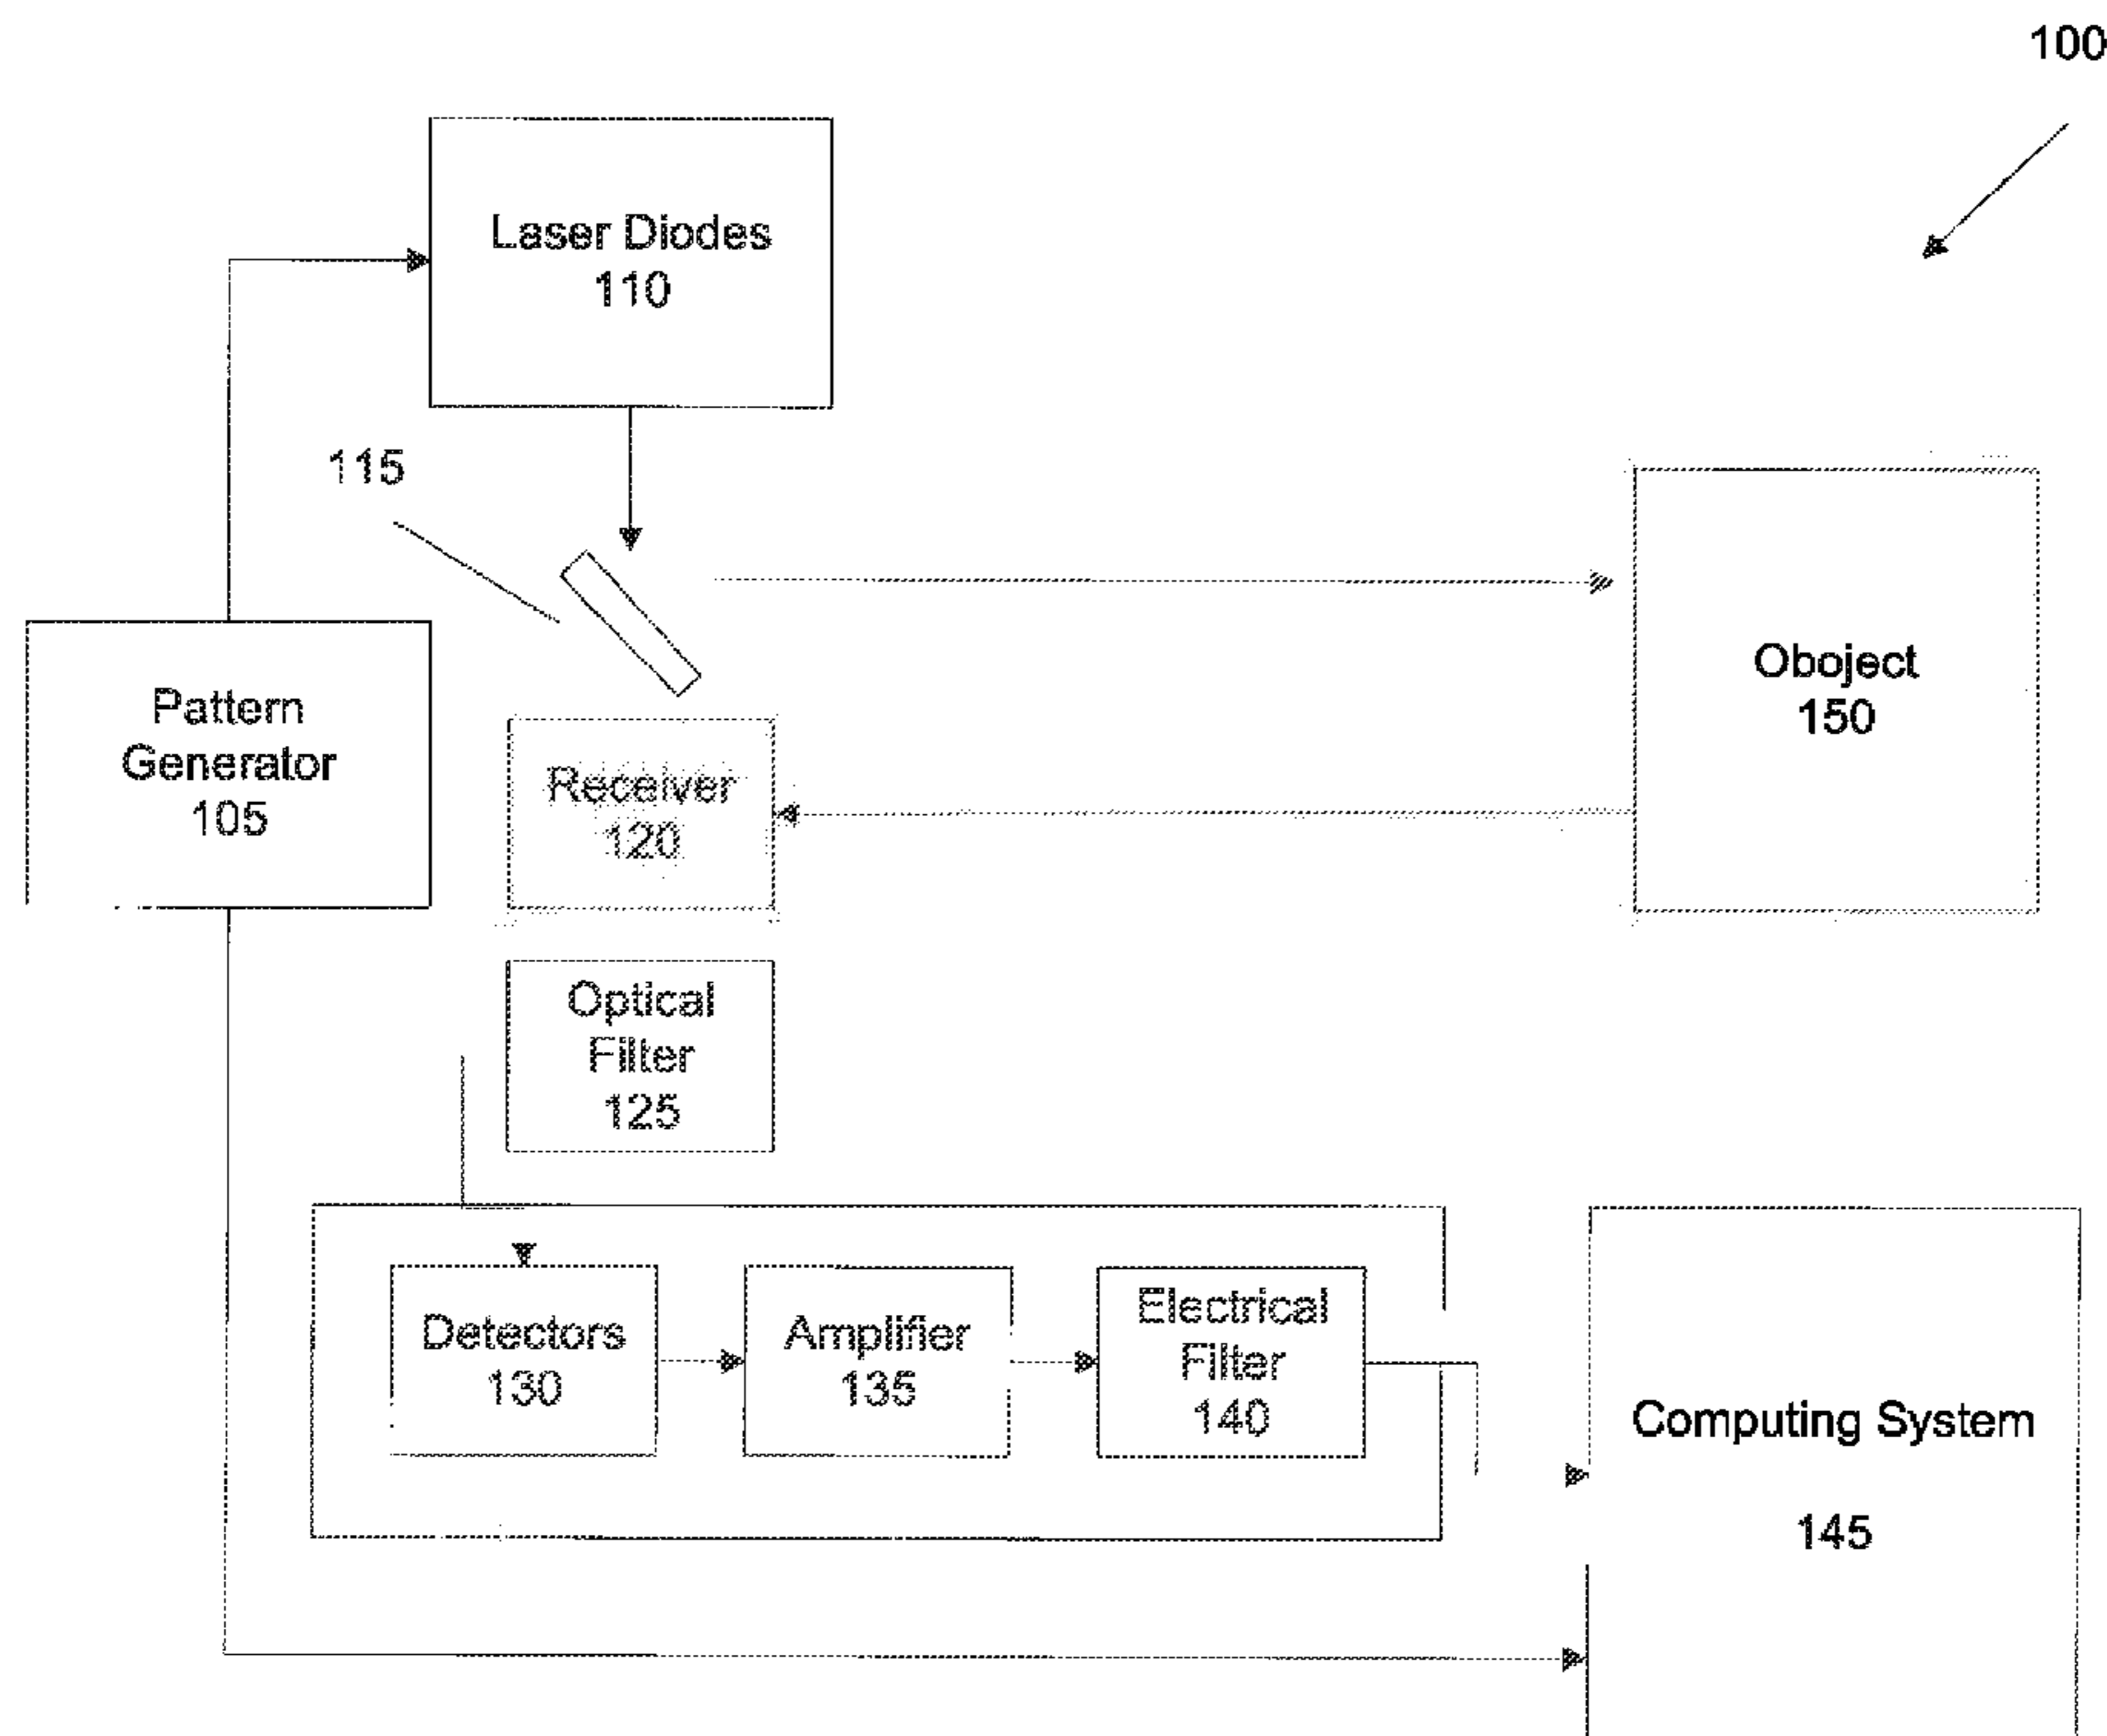 100
Laser Diodes
110
115
Oboject
150
Pattern
Generator
105
Receiver
120
Optical
Filter
125
Detectors
130
Amplifier
135
Electrical
Filter
140
Computing System
145